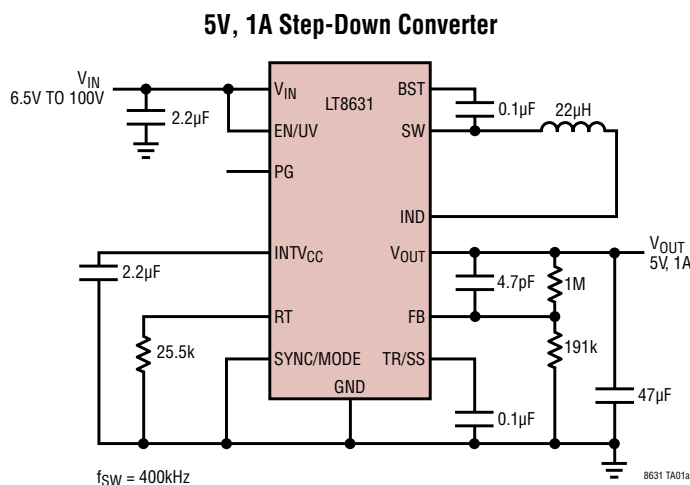 5V, 1A Step-Down Converter
VIN
6.5V TO 100V
2.2µF
VIN
EN/UV
PG
INTVCC
RT
SYNC/MODE
GND
LT8631
BST
SW
IND
VOUT
FB
TR/SS
0.1µF
22µH
VOUT
5V, 1A
4.7pF
1M
191k
47µF
0.1µF
2.2µF
25.5k
fSW = 400kHz
8631 TA01a